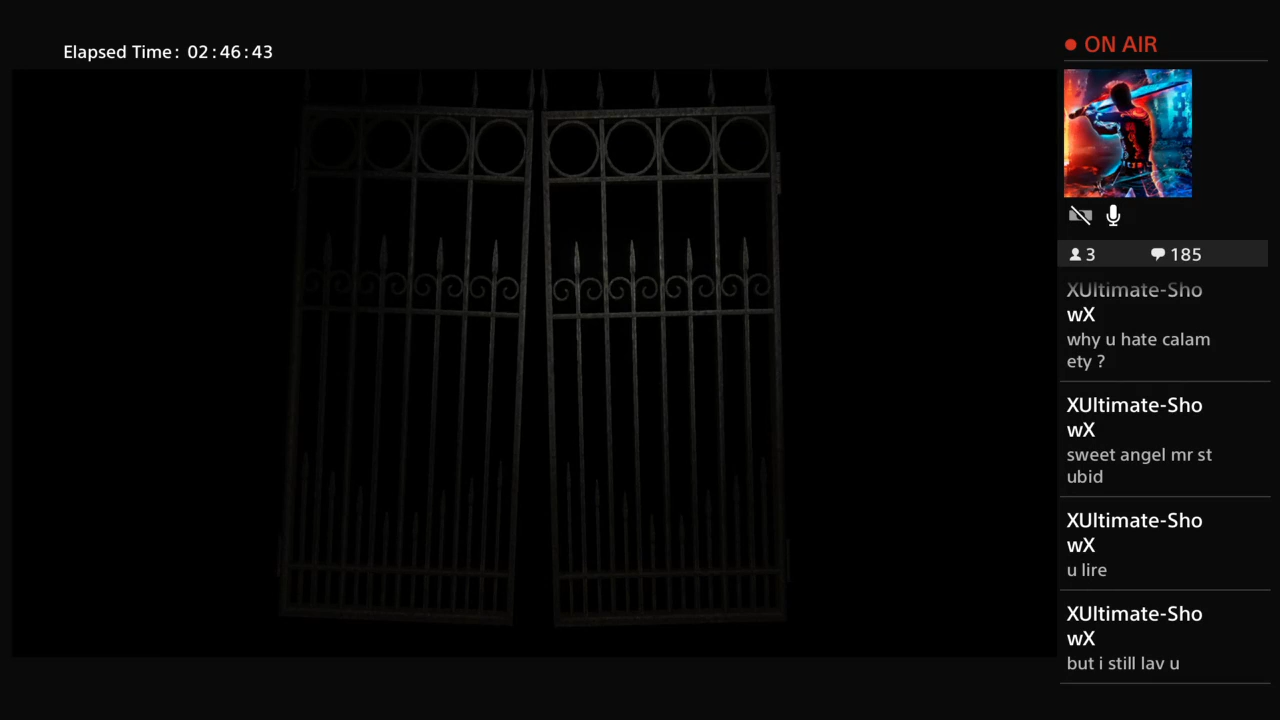 Elapsed Time: 02:46:43
ON AIR
3 185
XUltimate-Sho
wX
why u hate calam
ety ?
XUltimate-Sho
wX
sweet angel mr st
ubid
XUltimate-Sho
wX
u lire
XUltimate-Sho
wX
but i still lav u